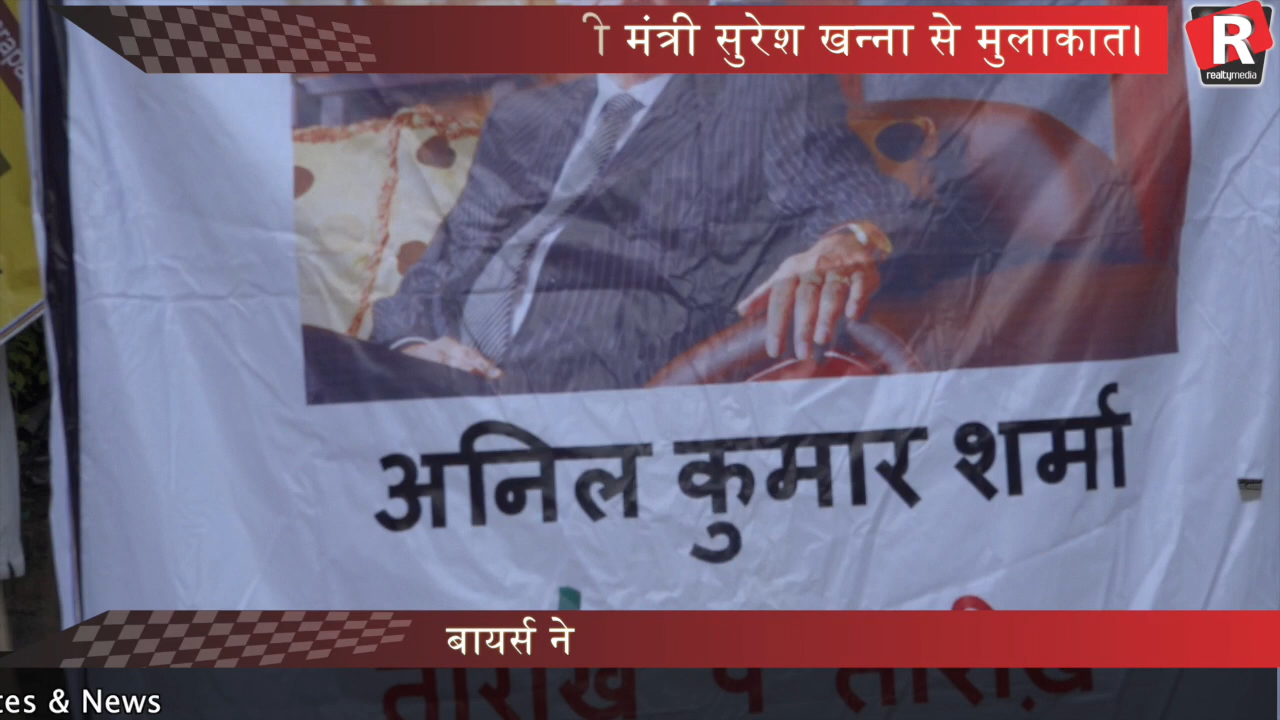 ी मंत्री सुरेश खन्ना से मुलाकात।
R
realtymedia
अनिल कुमार शर्मा
बायर्स ने
तारीख पे तारीख़
tes & News